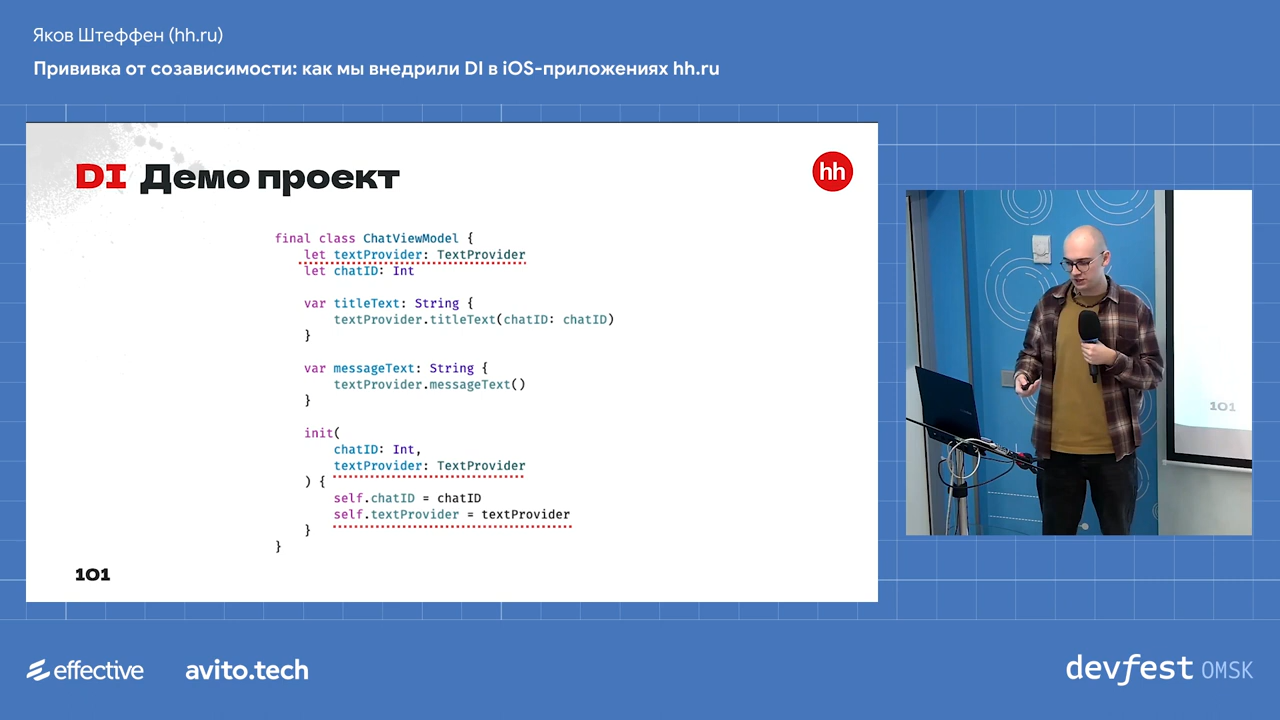 Яков Штеффен (hh.ru)
Прививка от созависимости: как мы внедрили DI в iOS-приложениях hh.ru
DI Демо проект
hh
final class ChatViewModel {
    let textProvider: TextProvider
    let chatID: Int
    var titleText: String {
        textProvider.titleText(chatID: chatID)
    }
    var messageText: String {
        textProvider.messageText()
    }
    init(
        chatID: Int,
        textProvider: TextProvider
    ) {
        self.chatID = chatID
        self.textProvider = textProvider
    }
}
101
101
effective
avito.tech
devfest OMSK